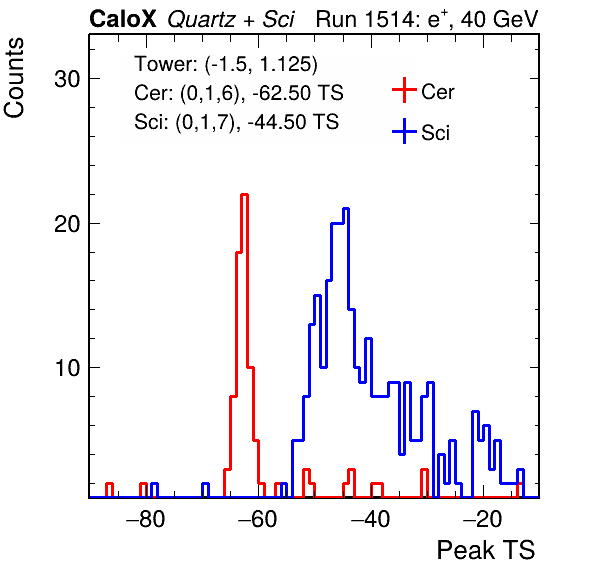 CaloX Quartz + Sci Run 1514: e⁺, 40 GeV
Counts
Tower: (-1.5, 1.125)
Cer: (0,1,6), -62.50 TS
Sci: (0,1,7), -44.50 TS
Cer
Sci
30
20
10
−80 −60 −40 −20
Peak TS